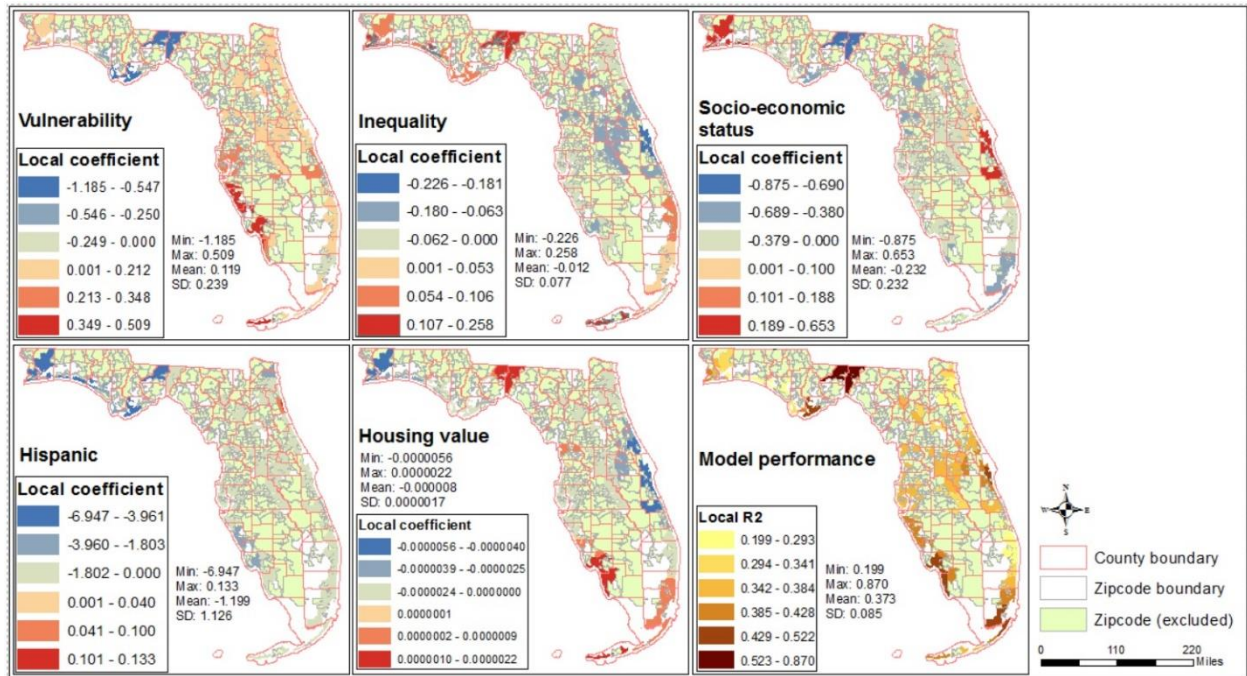 Vulnerability
Local coefficient
-1.185 - -0.547
-0.546 - -0.250
-0.249 - 0.000
0.001 - 0.212
0.213 - 0.348
0.349 - 0.509
Min: -1.185
Max: 0.509
Mean: 0.119
SD: 0.239
Inequality
Local coefficient
-0.226 - -0.181
-0.180 - -0.063
-0.062 - 0.000
0.001 - 0.053
0.054 - 0.106
0.107 - 0.258
Min: -0.226
Max: 0.258
Mean: -0.012
SD: 0.077
Socio-economic
status
Local coefficient
-0.875 - -0.690
-0.689 - -0.380
-0.379 - 0.000
0.001 - 0.100
0.101 - 0.188
0.189 - 0.653
Min: -0.875
Max: 0.653
Mean: -0.232
SD: 0.232
Hispanic
Local coefficient
-6.947 - -3.961
-3.960 - -1.803
-1.802 - 0.000
0.001 - 0.040
0.041 - 0.100
0.101 - 0.133
Min: -6.947
Max: 0.133
Mean: -1.199
SD: 1.126
Housing value
Min: -0.0000056
Max: 0.0000022
Mean: -0.000008
SD: 0.0000017
Local coefficient
-0.0000056 - -0.0000040
-0.0000039 - -0.0000025
-0.0000024 - 0.0000000
0.0000001
0.0000002 - 0.0000009
0.0000010 - 0.0000022
Model performance
Local R2
0.199 - 0.293
0.294 - 0.341
0.342 - 0.384
0.385 - 0.428
0.429 - 0.522
0.523 - 0.870
Min: 0.199
Max: 0.870
Mean: 0.373
SD: 0.085
N
W E
S
County boundary
Zipcode boundary
Zipcode (excluded)
0 110 220
Miles